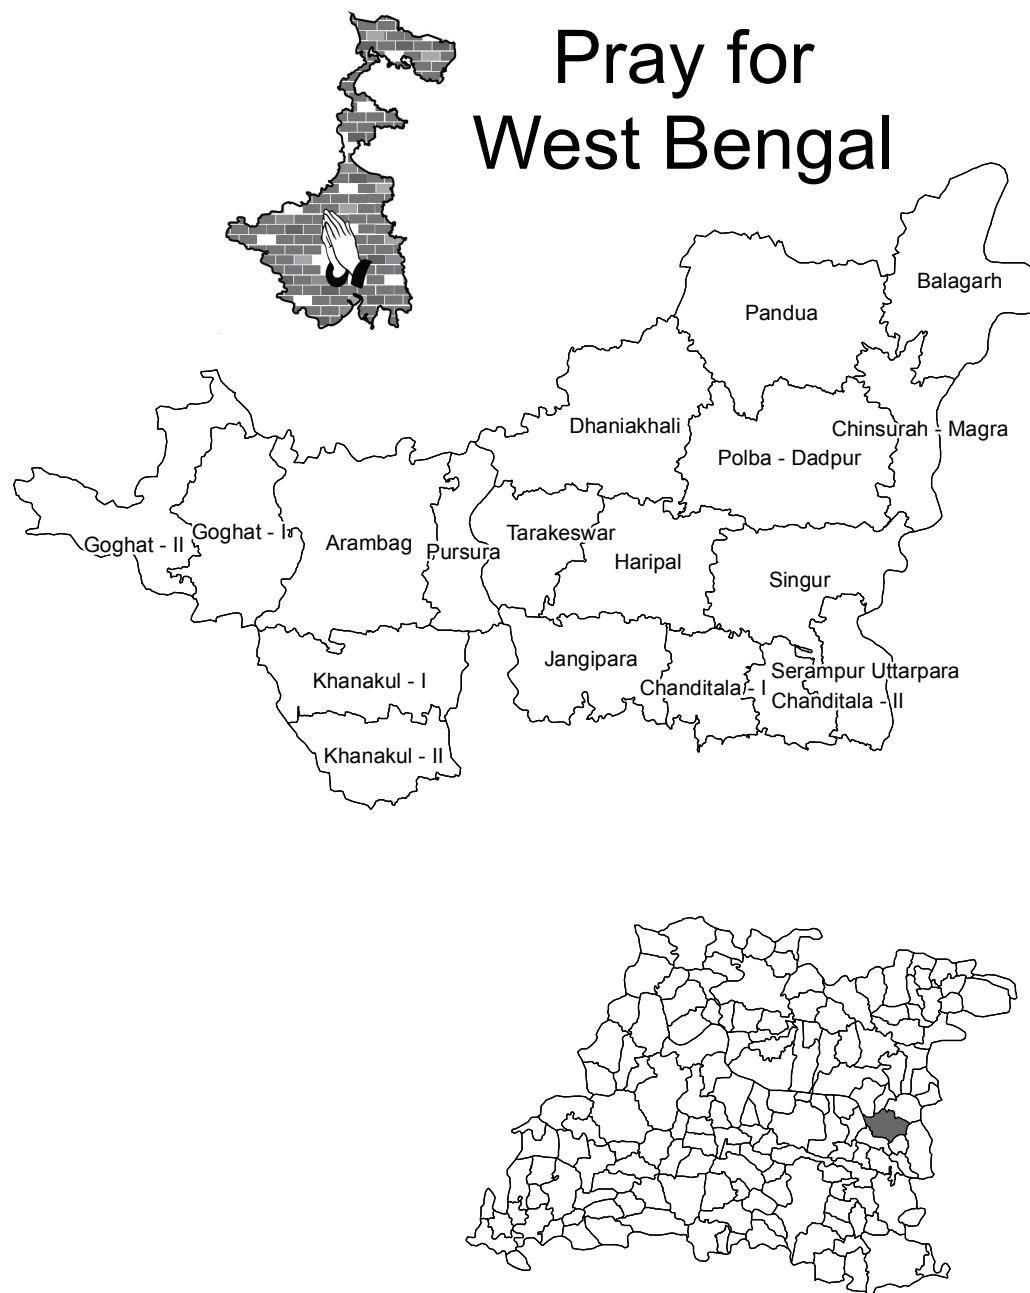 Pray for
West Bengal
Balagarh
Pandua
Dhaniakhali
Chinsurah - Magra
Polba - Dadpur
Tarakeswar
Goghat - I
Goghat - II
Arambag
Pursura
Haripal
Singur
Jangipara
Serampur Uttarpara
Khanakul - I
Chanditala - I
Chanditala - II
Khanakul - II